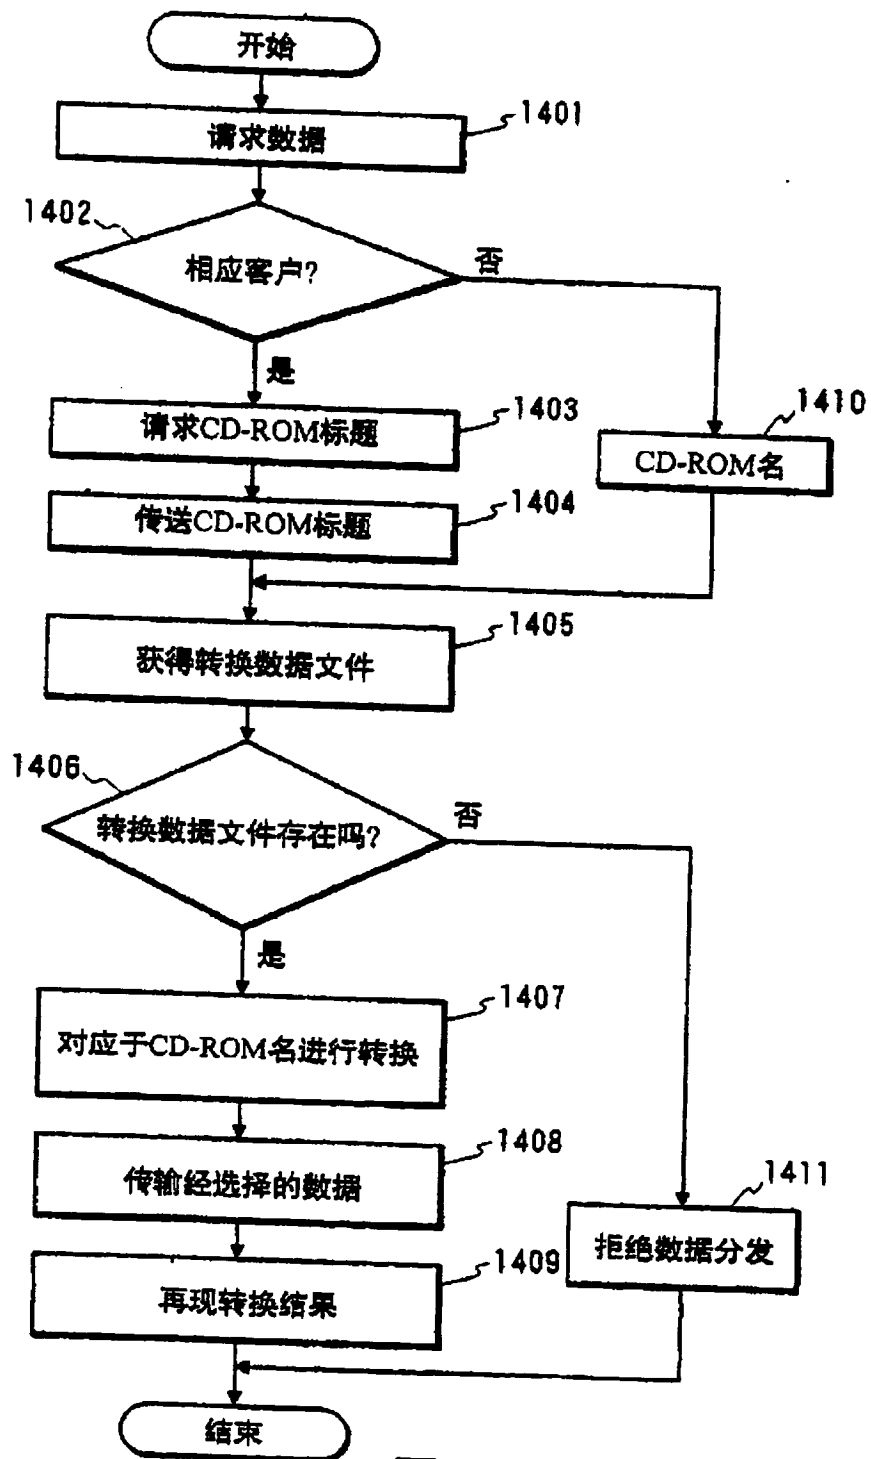 开始
1401
请求数据
1402
相应客户?
否
是
1403
请求CD-ROM标题
1410
CD-ROM名
1404
传送CD-ROM标题
1405
获得转换数据文件
1406
转换数据文件存在吗?
否
是
1407
对应于CD-ROM名进行转换
1408
传输经选择的数据
1411
拒绝数据分发
1409
再现转换结果
结束